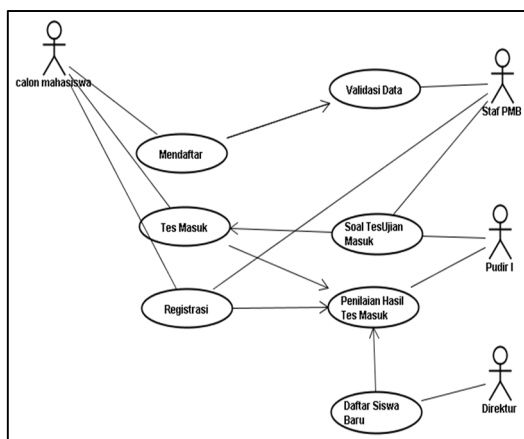 calon mahasiswa
Validasi Data
Staf PMB
Mendaftar
Tes Masuk
Soal TesUjian
Masuk
Pudir I
Registrasi
Penilaian Hasil
Tes Masuk
Daftar Siswa
Baru
Direktur